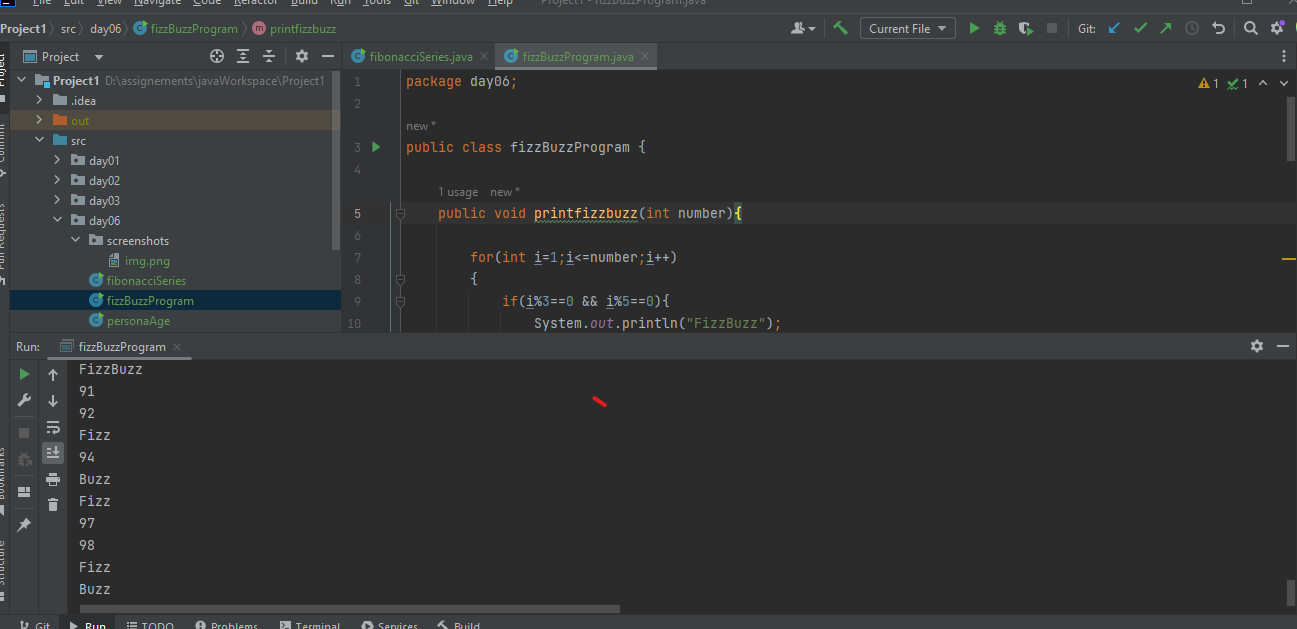 File Edit View Navigate Code Refactor Build Run Tools Git Window Help Project1 - fizzBuzzProgram.java
Project1 src day06 fizzBuzzProgram printfizzbuzz Current File Git:
Project fibonacciSeries.java fizzBuzzProgram.java
Project
Commit
Pull Requests
Bookmarks
Structure
Project1 D:\assignements\javaWorkspace\Project1
.idea
out
src
day01
day02
day03
day06
screenshots
img.png
fibonacciSeries
fizzBuzzProgram
personaAge
1 package day06;
1 1
2
new *
3 public class fizzBuzzProgram {
4
1 usage new *
5 public void printfizzbuzz(int number){
6
7 for(int i=1;i<=number;i++)
8 {
9 if(i%3==0 && i%5==0){
10 System.out.println("FizzBuzz");
Run: fizzBuzzProgram
FizzBuzz
91
92
Fizz
94
Buzz
Fizz
97
98
Fizz
Buzz
Git Run TODO Problems Terminal Services Build